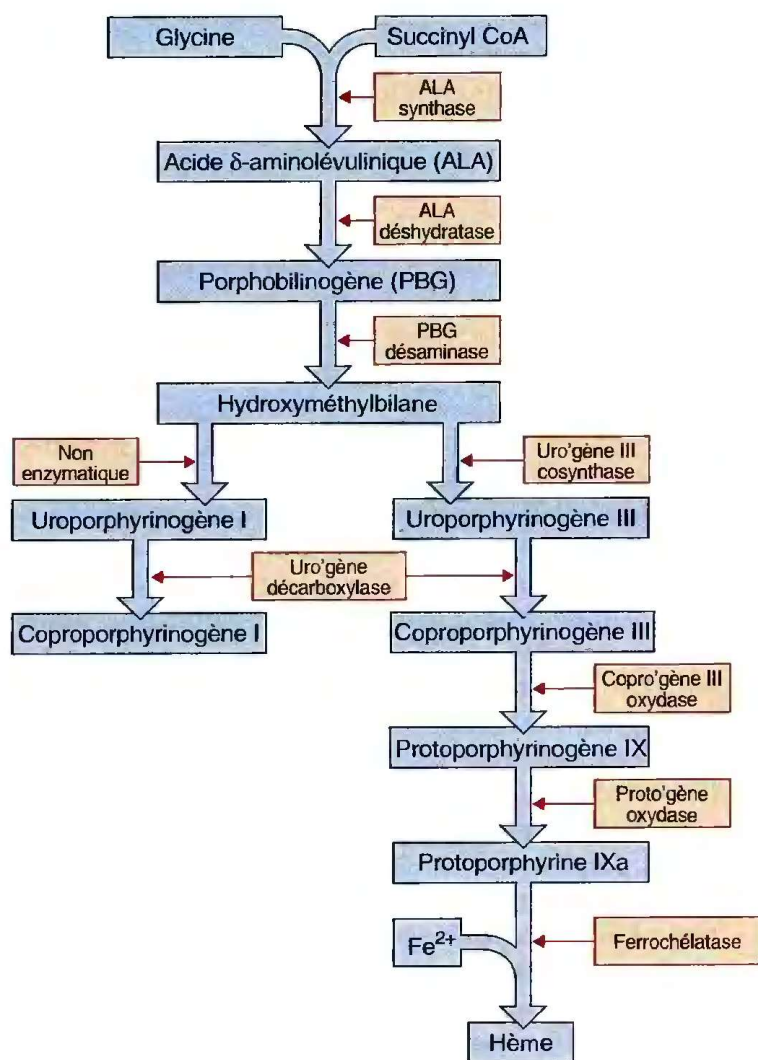 Glycine
Succinyl CoA
ALA
synthase
Acide δ-aminolévulinique (ALA)
ALA
déshydratase
Porphobilinogène (PBG)
PBG
désaminase
Hydroxyméthylbilane
Non
enzymatique
Uro'gène III
cosynthase
Uroporphyrinogène I
Uroporphyrinogène III
Uro'gène
décarboxylase
Coproporphyrinogène I
Coproporphyrinogène III
Copro'gène III
oxydase
Protoporphyrinogène IX
Proto'gène
oxydase
Protoporphyrine IXa
Fe²⁺
Ferrochélatase
Hème